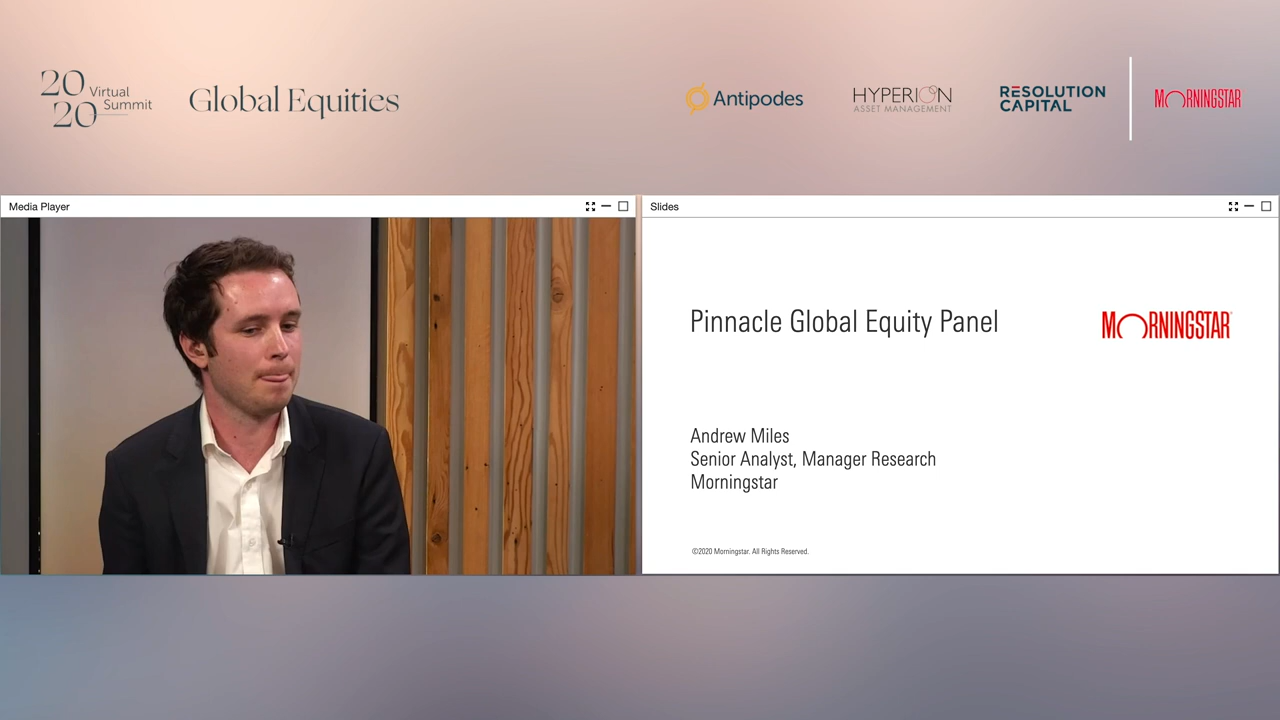 20 Virtual
20 Summit
Global Equities
Antipodes
HYPERION
ASSET MANAGEMENT
RESOLUTION
CAPITAL
MORNINGSTAR
Media Player
Slides
Pinnacle Global Equity Panel
MORNINGSTAR
Andrew Miles
Senior Analyst, Manager Research
Morningstar
©2020 Morningstar. All Rights Reserved.